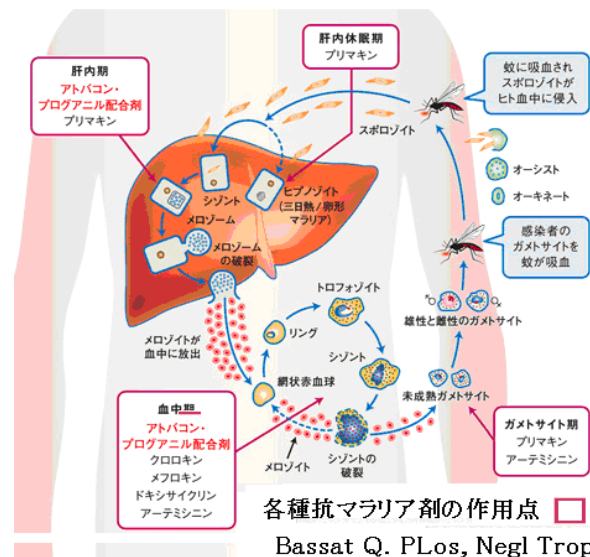 肝内期
アトバコン・
プログアニル配合剤
プリマキン
肝内休眠期
プリマキン
蚊に吸血され
スポロゾイトが
ヒト血中に侵入
スポロゾイト
オーシスト
オーキネート
シゾント
メロゾーム
ヒプノゾイト
(三日熱/卵形
マラリア)
メロゾーム
の破裂
感染者の
ガメトサイトを
蚊が吸血
トロフォゾイト
リング
♂
♀
雄性と雌性のガメトサイト
メロゾイトが
血中に放出
シゾント
網状赤血球
未成熟ガメトサイト
血中期
アトバコン・
プログアニル配合剤
クロロキン
メフロキン
ドキシサイクリン
アーテミシニン
メロゾイト
シゾントの
破裂
ガメトサイト期
プリマキン
アーテミシニン
各種抗マラリア剤の作用点
Bassat Q. PLos, Negl Trop